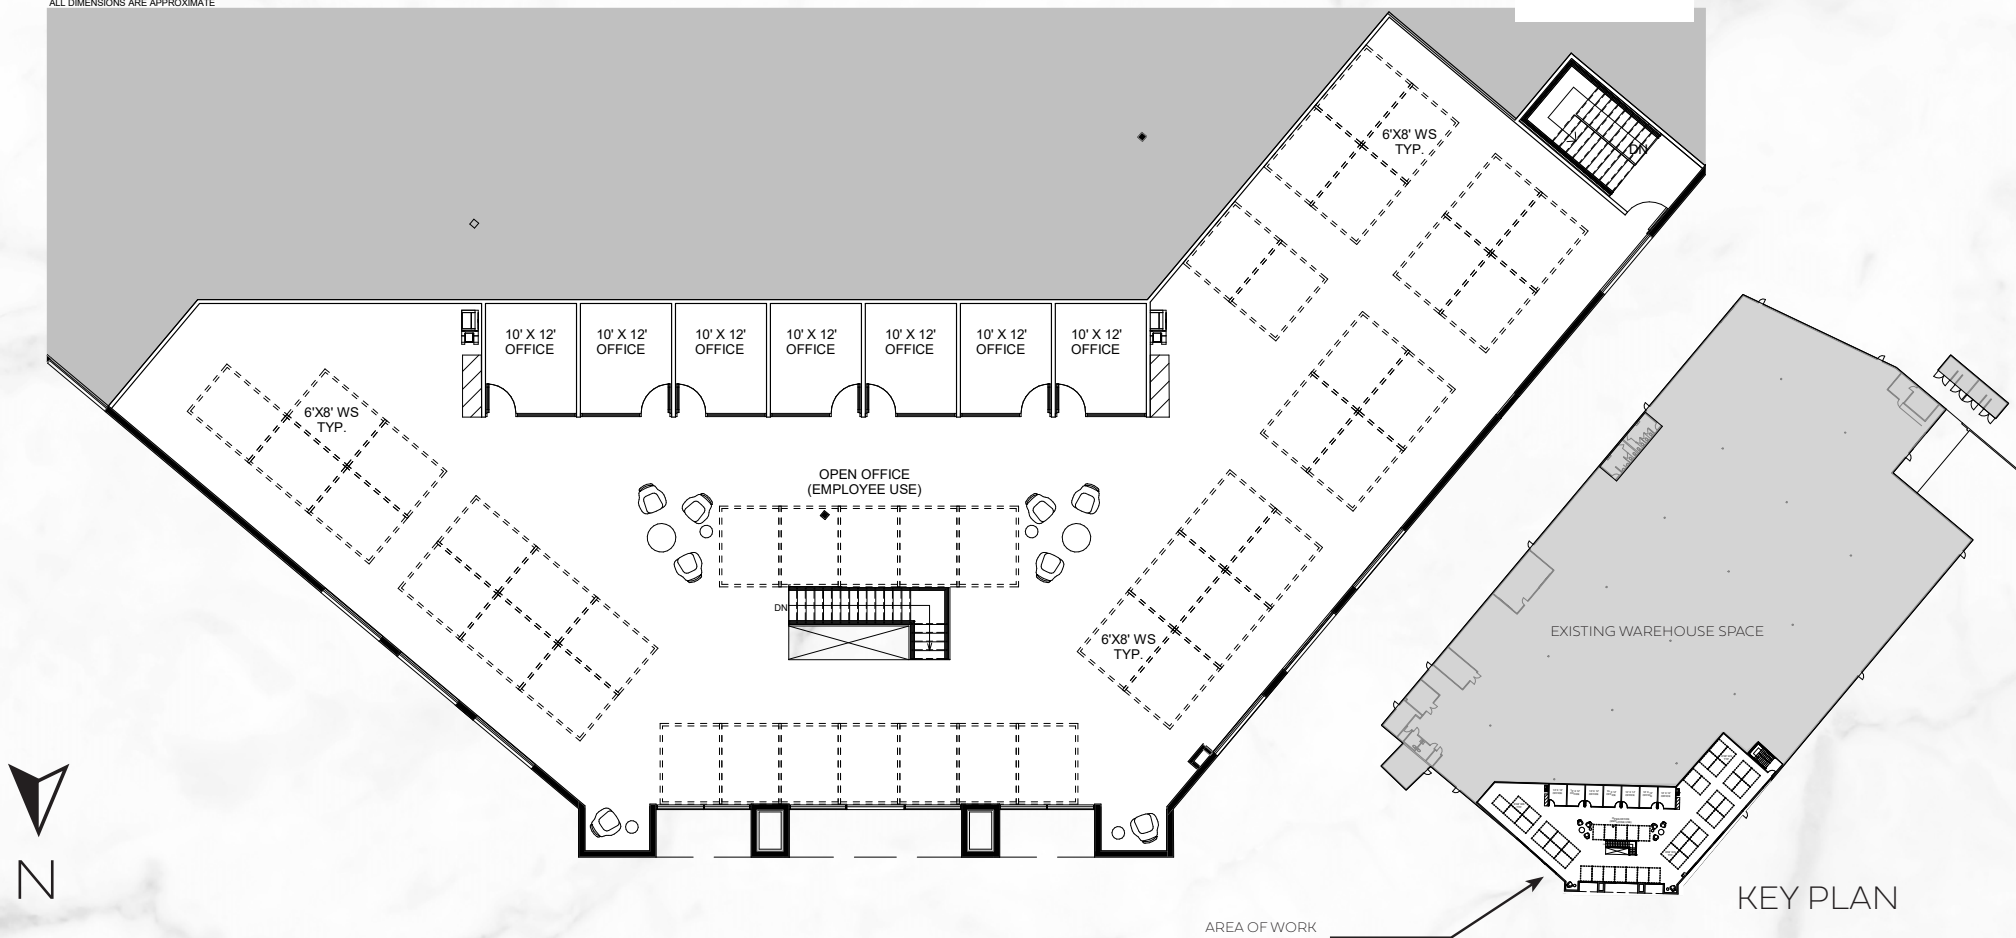 ALL DIMENSIONS ARE APPROXIMATE
6'X8' WS
TYP.
DN
10' X 12'
OFFICE
10' X 12'
OFFICE
10' X 12'
OFFICE
10' X 12'
OFFICE
10' X 12'
OFFICE
10' X 12'
OFFICE
10' X 12'
OFFICE
6'X8' WS
TYP.
OPEN OFFICE
(EMPLOYEE USE)
DN
6'X8' WS
TYP.
EXISTING WAREHOUSE SPACE
N
KEY PLAN
AREA OF WORK